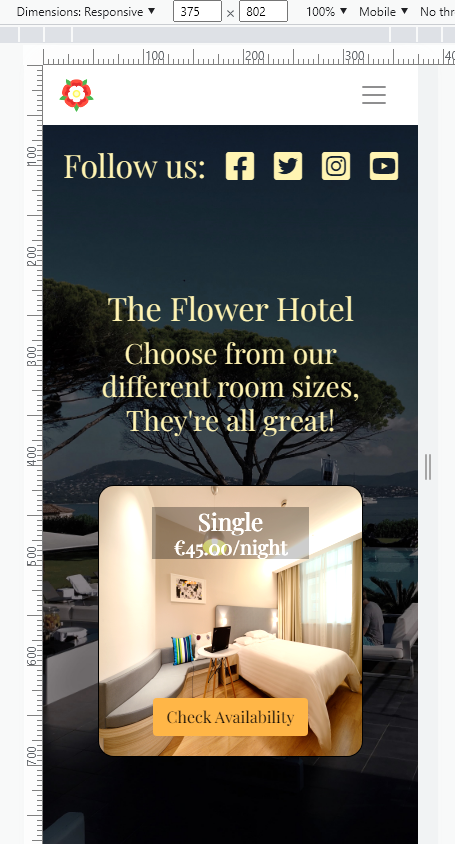 Dimensions: Responsive ▼ 375 × 802 100% ▼ Mobile ▼ No thr
100 200 300 40
Follow us:
100
200
The Flower Hotel
Choose from our
different room sizes,
They're all great!
300
400
Single
€45.00/night
500
600
Check Availability
700